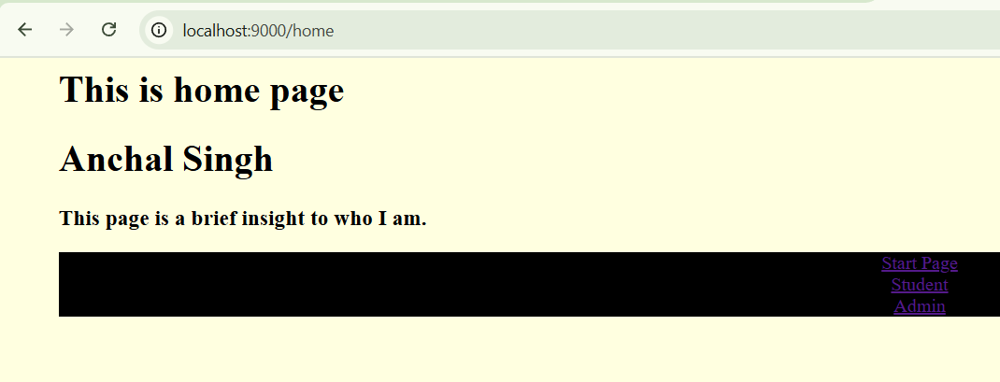 localhost:9000/home
This is home page
Anchal Singh
This page is a brief insight to who I am.
Start Page
Student
Admin